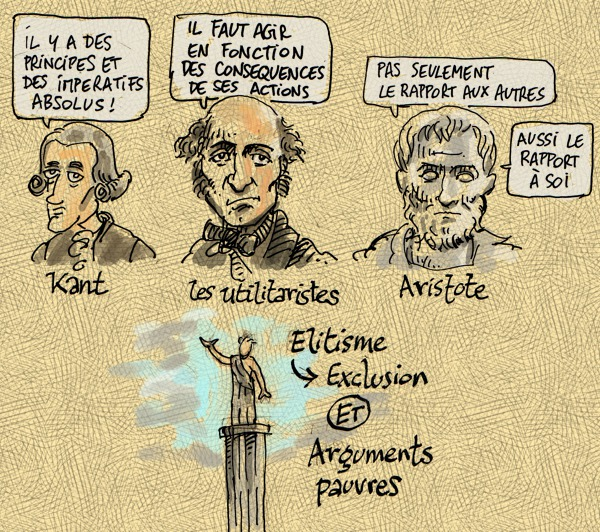 IL Y A DES
PRINCIPES ET
DES IMPERATIFS
ABSOLUS !
IL FAUT AGIR
EN FONCTION
DES CONSEQUENCES
DE SES ACTIONS
PAS SEULEMENT
LE RAPPORT AUX AUTRES
AUSSI LE
RAPPORT
À SOI
Kant
les utilitaristes
Aristote
Elitisme
→ Exclusion
ET
Arguments
pauvres